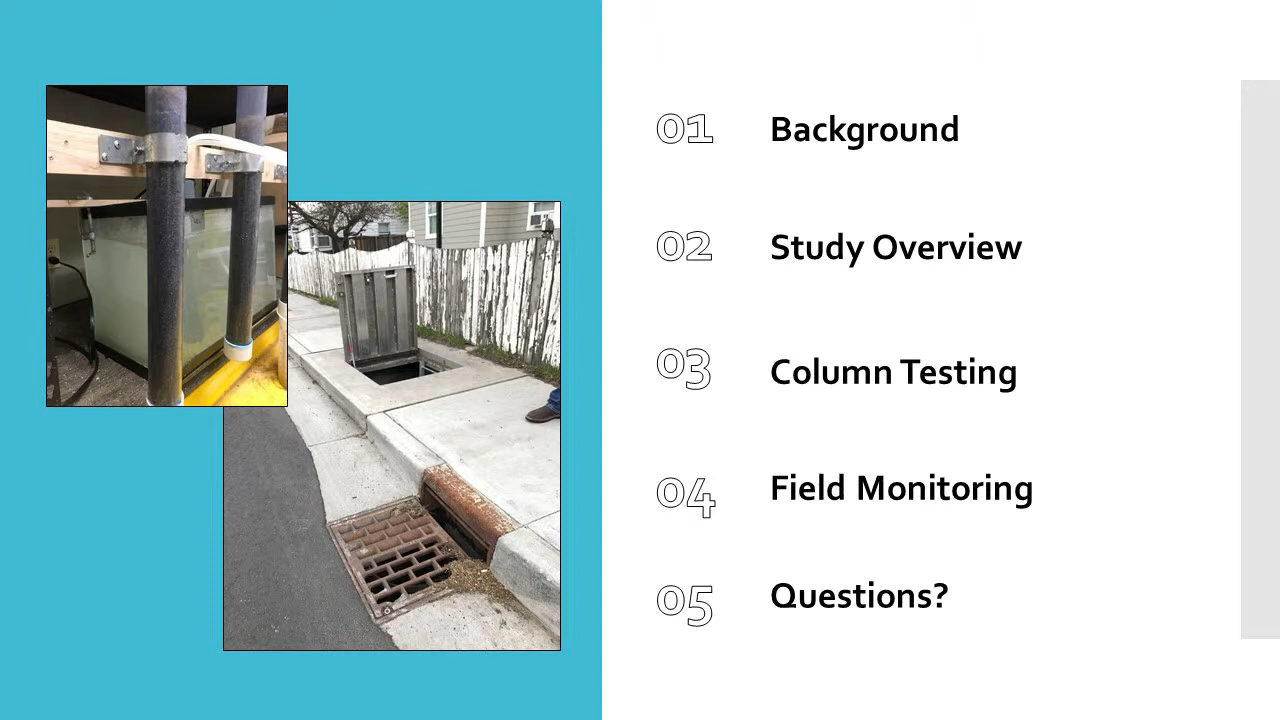 01 Background
02 Study Overview
03 Column Testing
04 Field Monitoring
05 Questions?